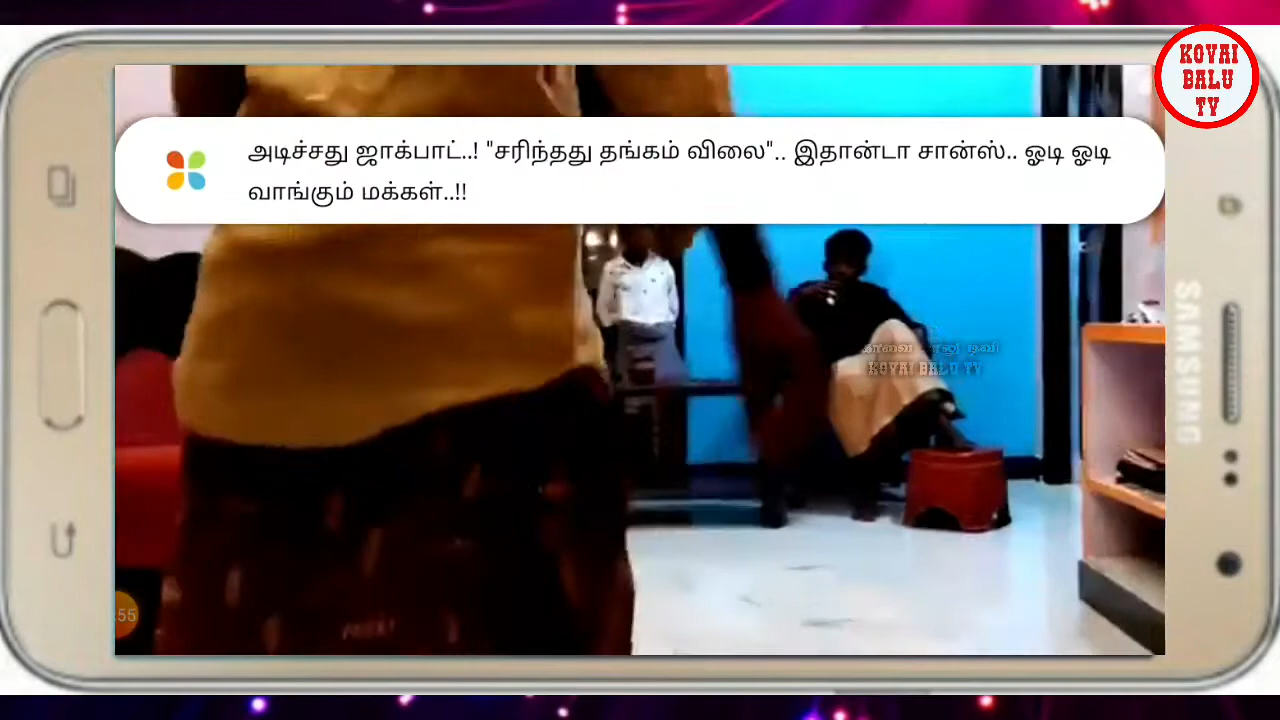 KOVAI
BALU
TV
அடிச்சது ஜாக்பாட்..! "சரிந்தது தங்கம் விலை".. இதான்டா சான்ஸ்.. ஓடி ஓடி
வாங்கும் மக்கள்..!!
KOVAI BALU TV
SAMSUNG
:55